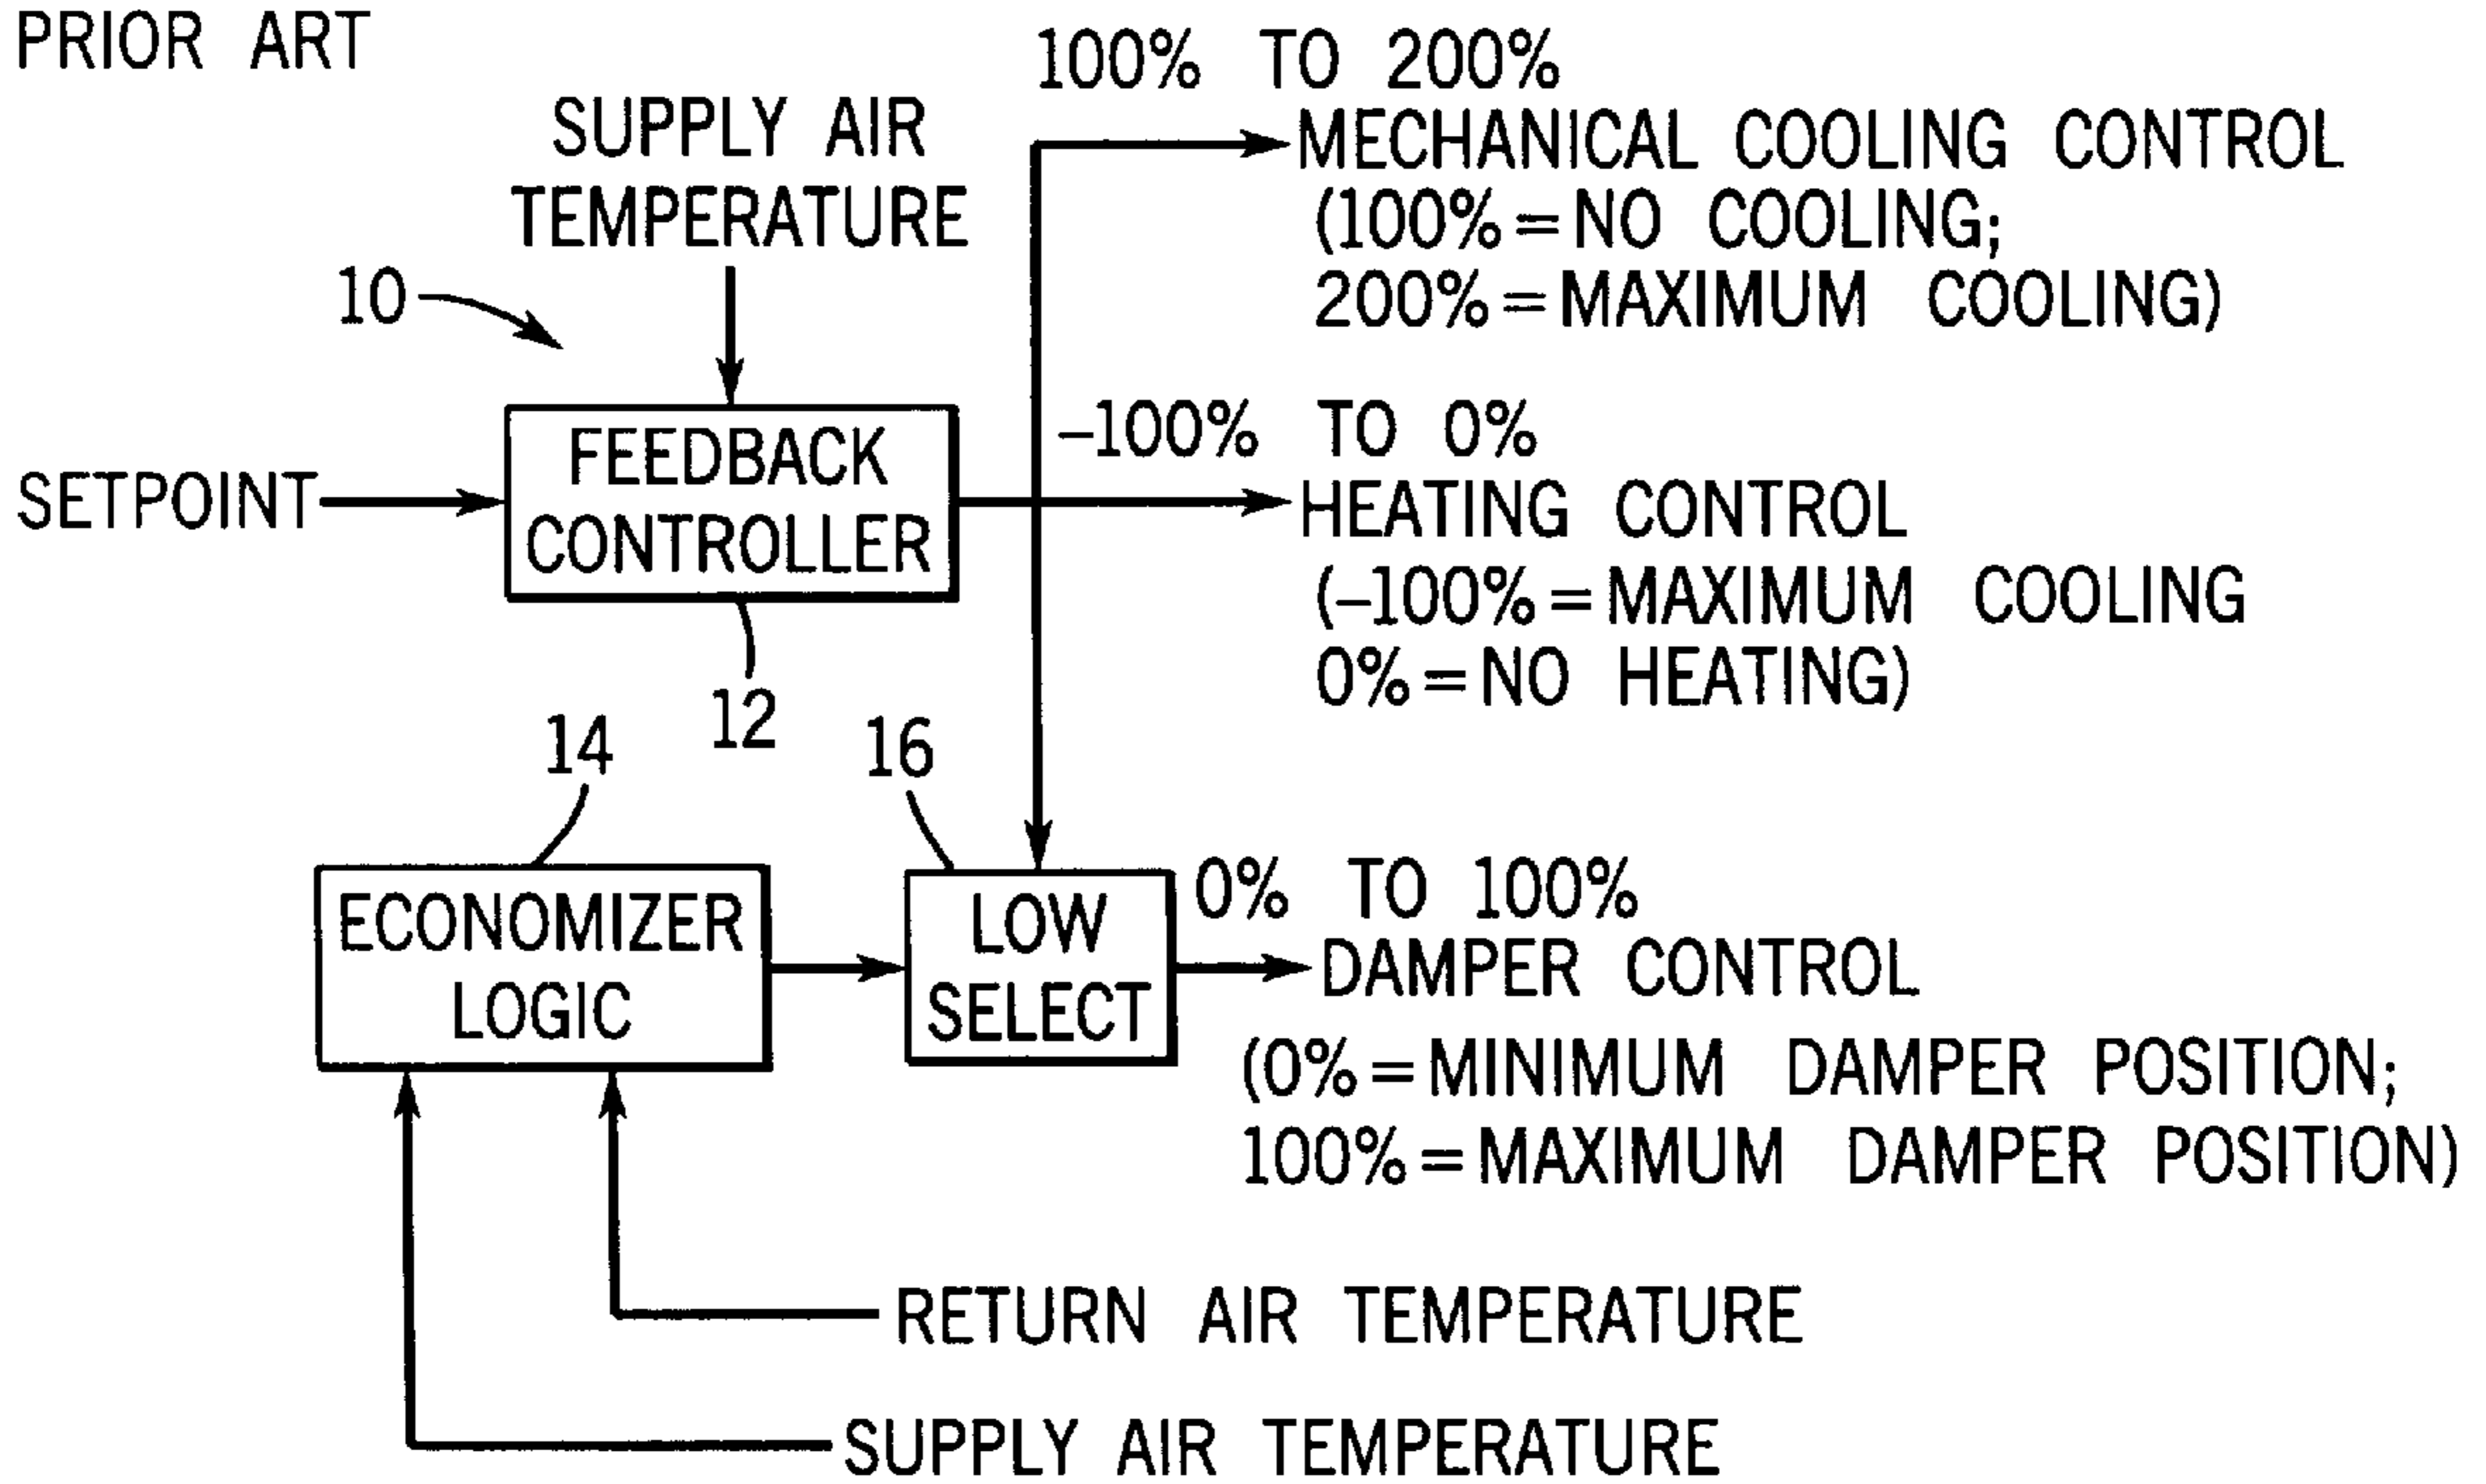 PRIOR ART
100% TO 200%
SUPPLY AIR
TEMPERATURE
MECHANICAL COOLING CONTROL
(100%=NO COOLING;
200%=MAXIMUM COOLING)
10
FEEDBACK
CONTROLLER
SETPOINT
-100% TO 0%
HEATING CONTROL
(-100%=MAXIMUM COOLING
0%=NO HEATING)
12
14
16
ECONOMIZER
LOGIC
LOW
SELECT
0% TO 100%
DAMPER CONTROL
(0%=MINIMUM DAMPER POSITION;
100%=MAXIMUM DAMPER POSITION)
RETURN AIR TEMPERATURE
SUPPLY AIR TEMPERATURE